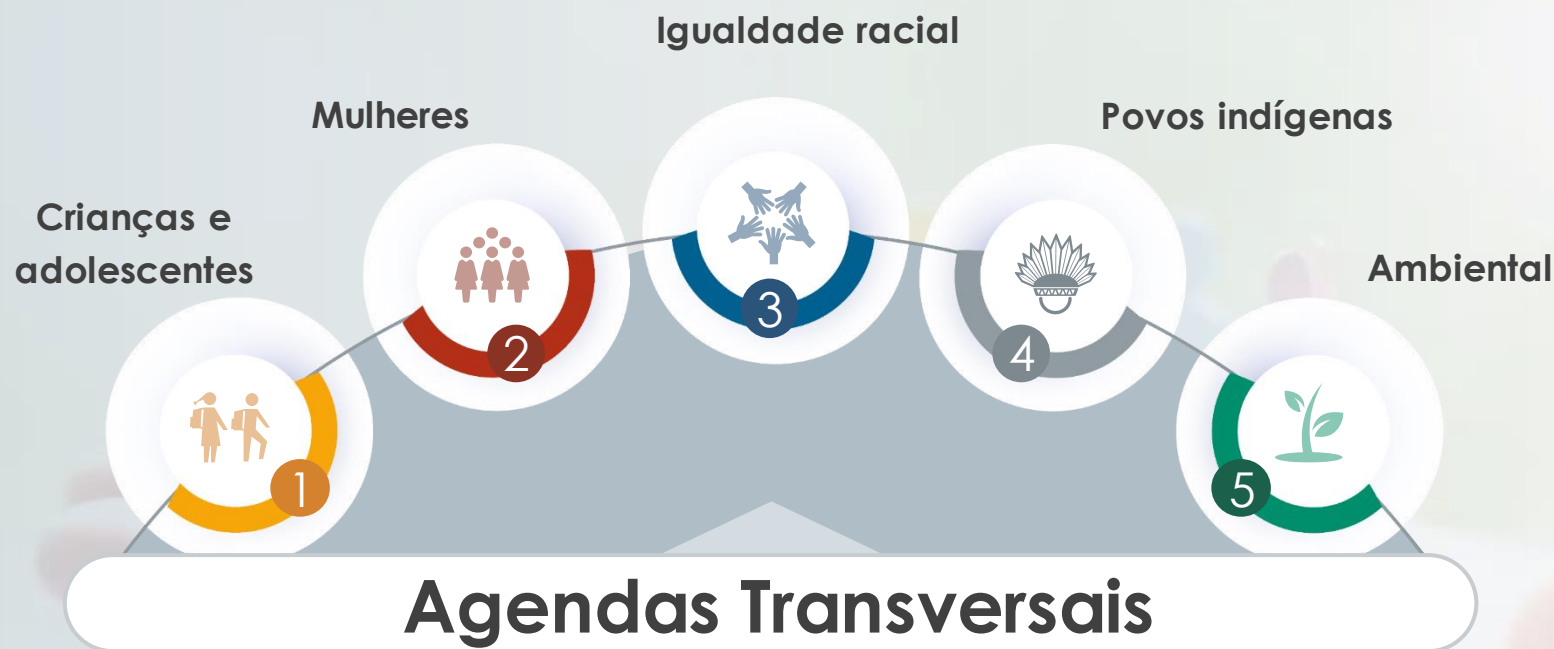 Igualdade racial
Mulheres
Povos indígenas
Crianças e
adolescentes
Ambiental
1
2
3
4
5
Agendas Transversais